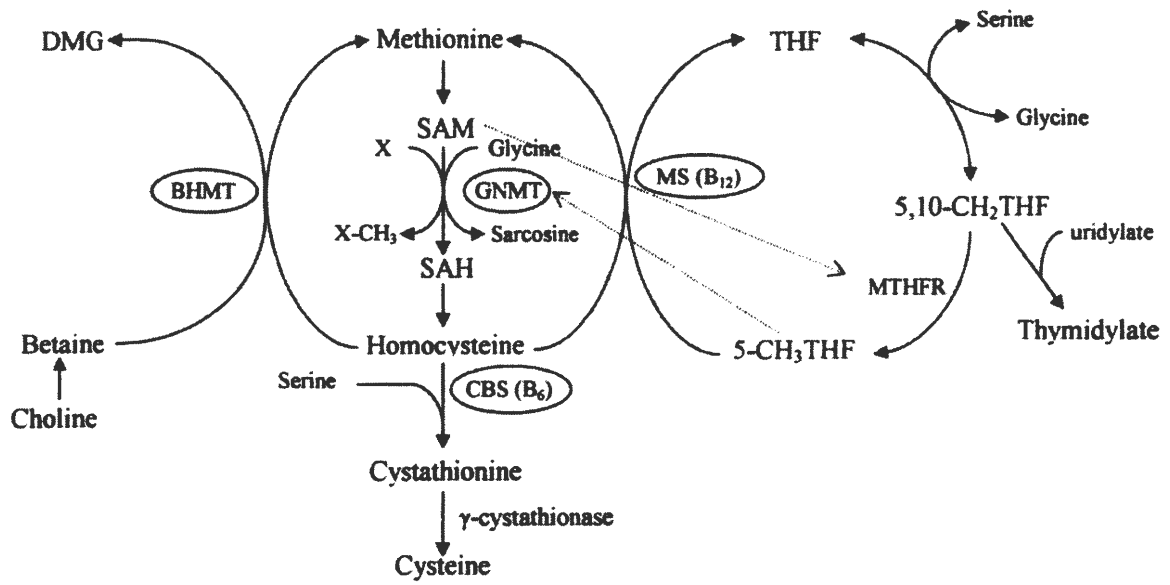 DMG
Methionine
THF
Serine
Glycine
SAM
X
Glycine
BHMT
GNMT
MS (B₁₂)
5,10-CH₂THF
X-CH₃
Sarcosine
uridylate
SAH
MTHFR
Thymidylate
Betaine
Homocysteine
5-CH₃THF
Serine
CBS (B₆)
Choline
Cystathionine
γ-cystathionase
Cysteine